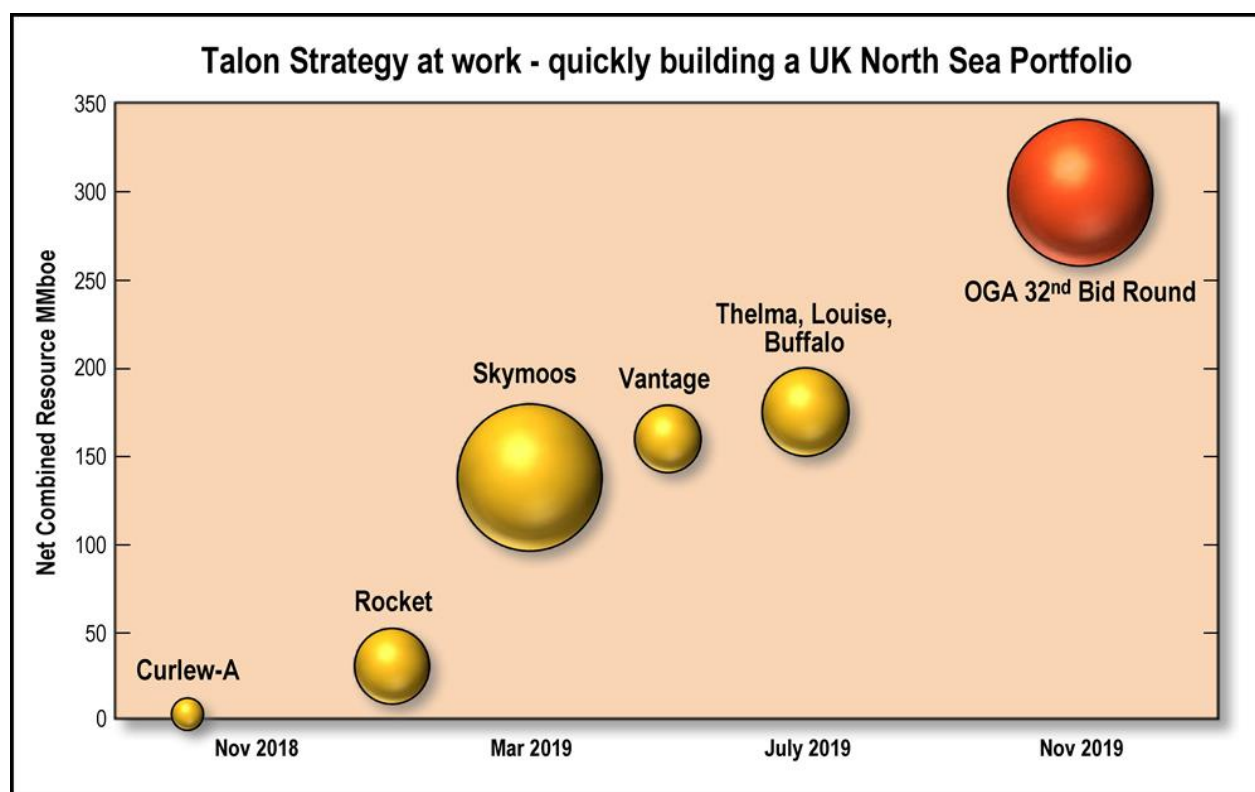 Talon Strategy at work - quickly building a UK North Sea Portfolio
Net Combined Resource MMboe
350
300
250
200
150
100
50
0
Curlew-A
Rocket
Skymoos
Vantage
Thelma, Louise,
Buffalo
OGA 32nd Bid Round
Nov 2018
Mar 2019
July 2019
Nov 2019